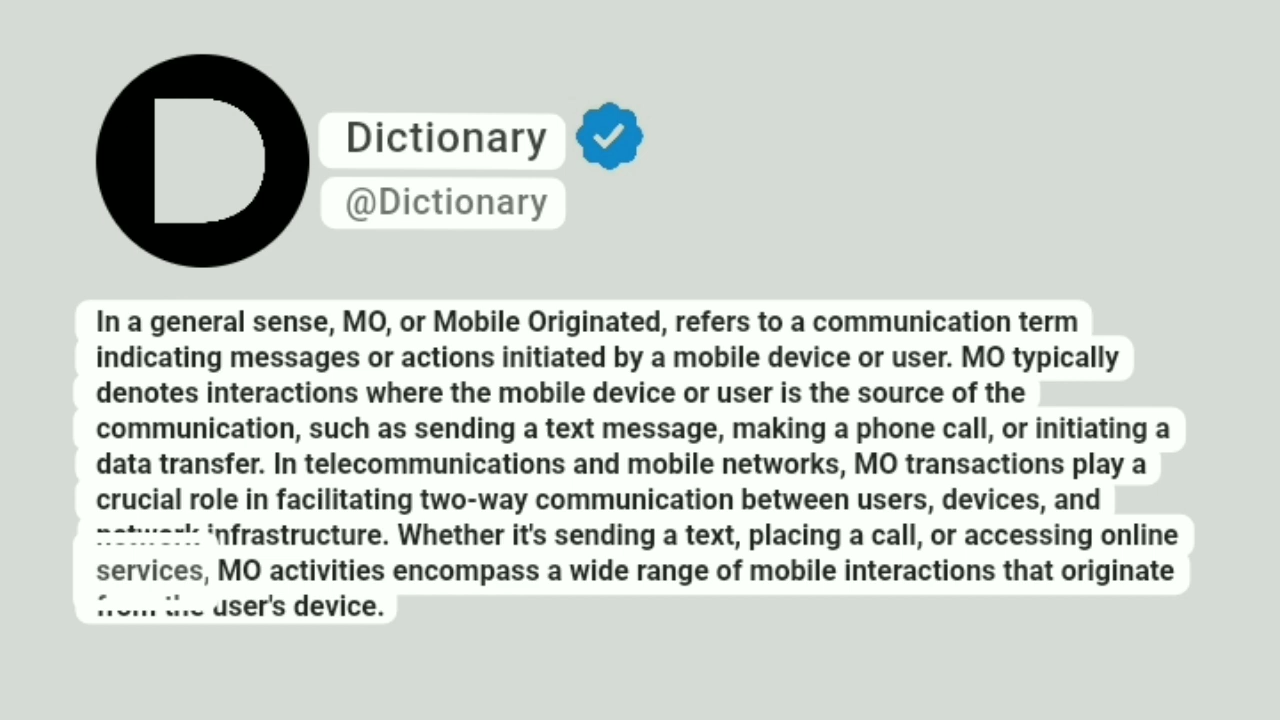 D
Dictionary
@Dictionary
In a general sense, MO, or Mobile Originated, refers to a communication term
indicating messages or actions initiated by a mobile device or user. MO typically
denotes interactions where the mobile device or user is the source of the
communication, such as sending a text message, making a phone call, or initiating a
data transfer. In telecommunications and mobile networks, MO transactions play a
crucial role in facilitating two-way communication between users, devices, and
network infrastructure. Whether it's sending a text, placing a call, or accessing online
services, MO activities encompass a wide range of mobile interactions that originate
from the user's device.